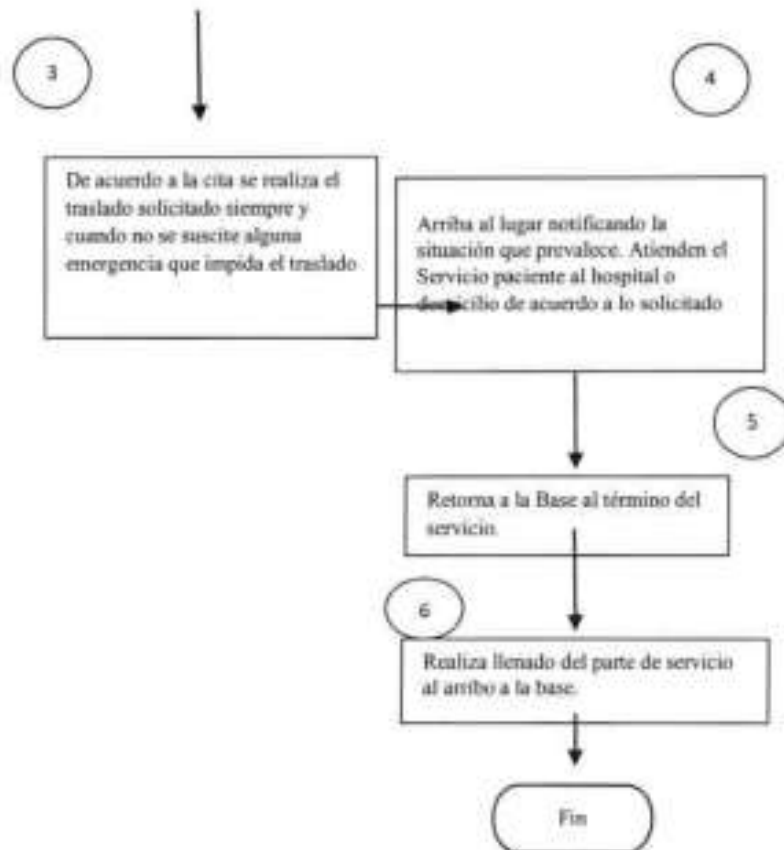 3
4
De acuerdo a la cita se realiza el
traslado solicitado siempre y
cuando no se suscite alguna
emergencia que impida el traslado
Arriba al lugar notificando la
situación que prevalece. Atienden el
Servicio paciente al hospital o
domicilio de acuerdo a lo solicitado
5
Retorna a la Base al término del
servicio.
6
Realiza llenado del parte de servicio
al arribo a la base.
Fin